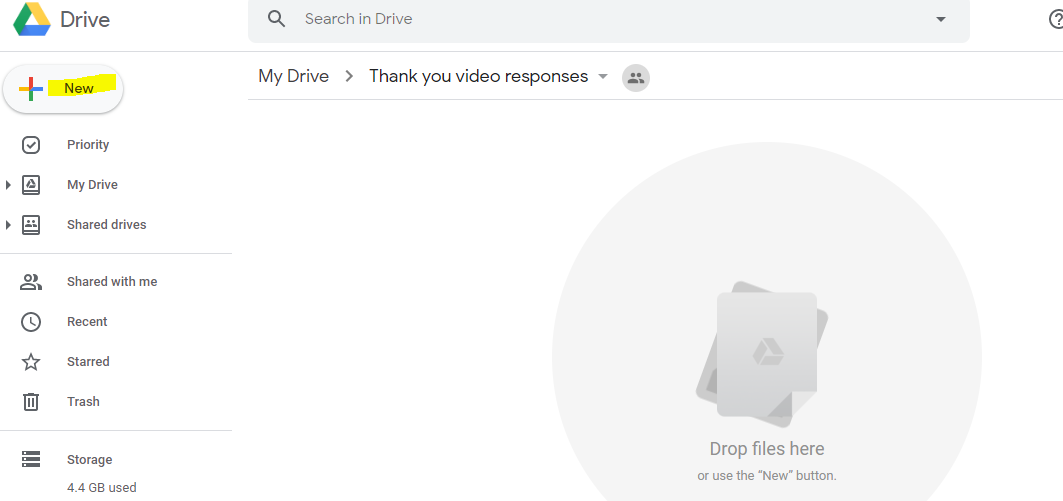 Drive
Search in Drive
New
My Drive > Thank you video responses
Priority
My Drive
Shared drives
Shared with me
Recent
Starred
Trash
Storage
4.4 GB used
Drop files here
or use the “New” button.